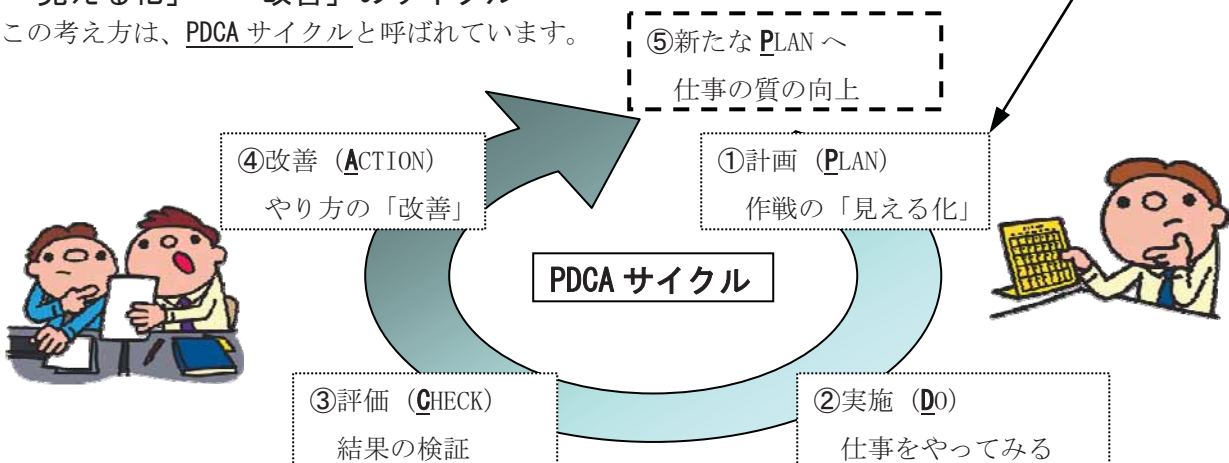 この考え方は、PDCAサイクルと呼ばれています。
⑤新たなPLANへ
仕事の質の向上
④改善(ACTION)
やり方の「改善」
①計画(PLAN)
作戦の「見える化」
PDCAサイクル
③評価(CHECK)
結果の検証
②実施(DO)
仕事をやってみる